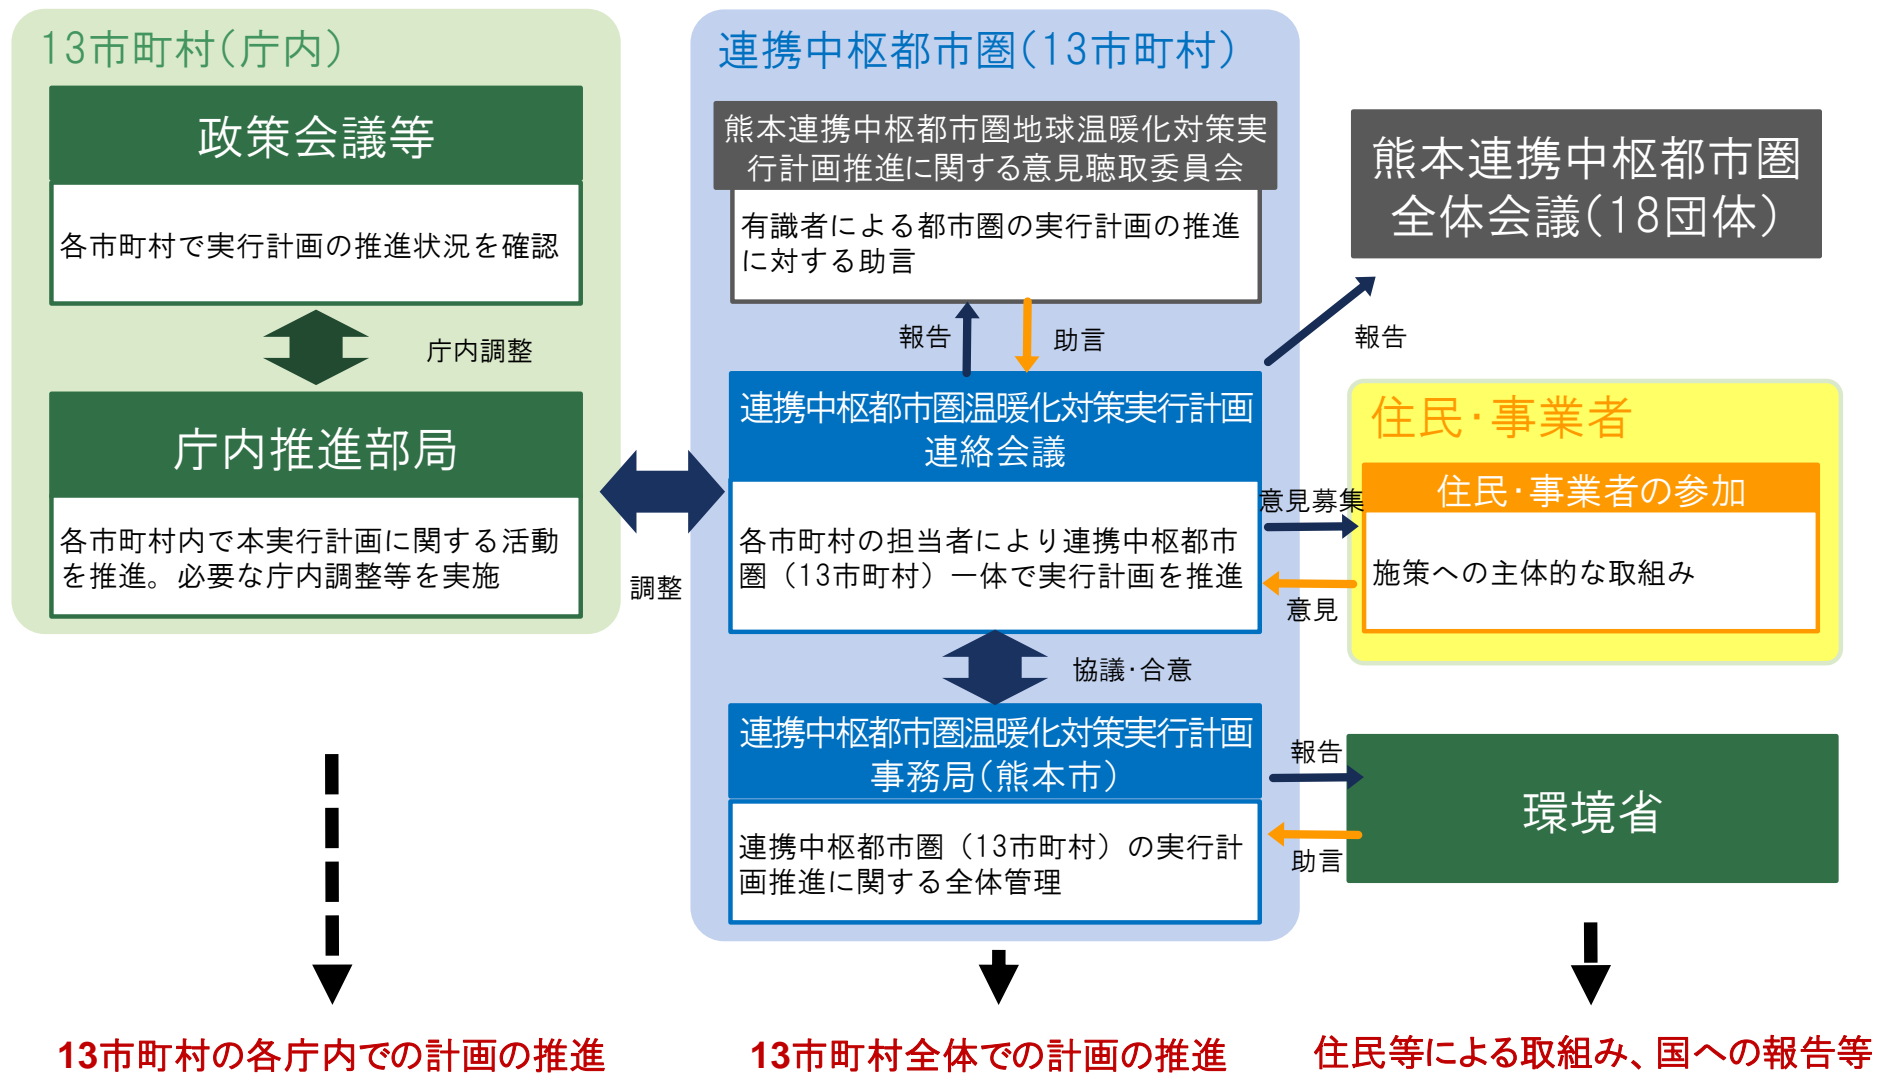 13市町村(庁内)
政策会議等
各市町村で実行計画の推進状況を確認
庁内調整
庁内推進部局
各市町村内で本実行計画に関する活動
を推進。必要な庁内調整等を実施
調整
連携中枢都市圏(13市町村)
熊本連携中枢都市圏地球温暖化対策実
行計画推進に関する意見聴取委員会
有識者による都市圏の実行計画の推進
に対する助言
報告
助言
連携中枢都市圏温暖化対策実行計画
連絡会議
各市町村の担当者により連携中枢都市
圏（13市町村）一体で実行計画を推進
協議・合意
連携中枢都市圏温暖化対策実行計画
事務局(熊本市)
連携中枢都市圏（13市町村）の実行計
画推進に関する全体管理
熊本連携中枢都市圏
全体会議(18団体)
報告
住民・事業者
住民・事業者の参加
施策への主体的な取組み
意見募集
意見
報告
助言
環境省
13市町村の各庁内での計画の推進
13市町村全体での計画の推進
住民等による取組み、国への報告等